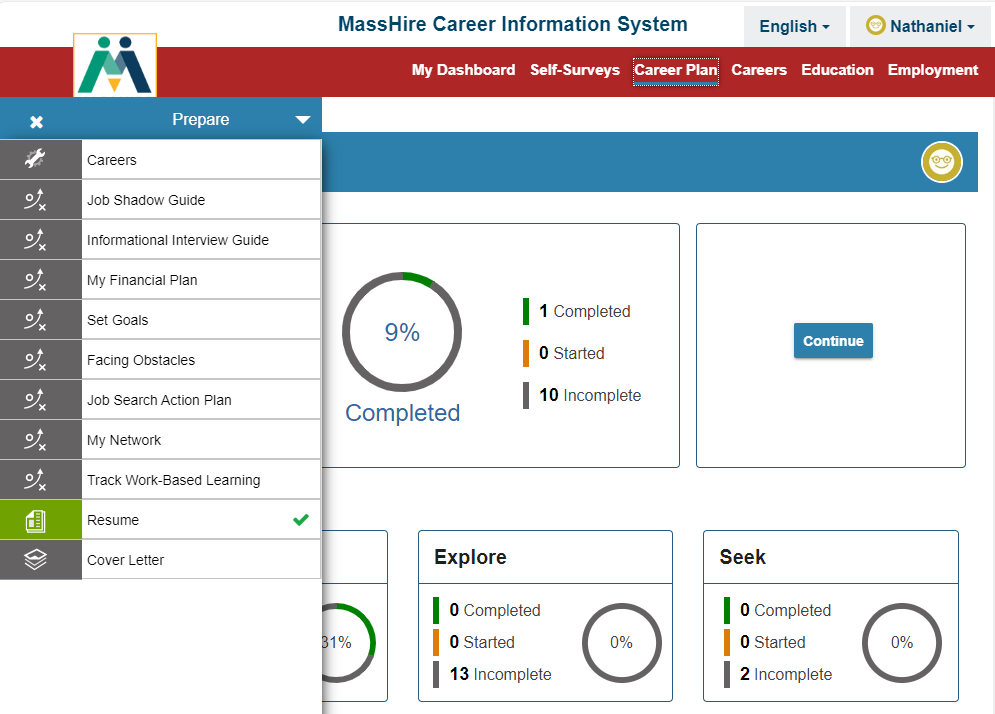 MassHire Career Information System
English
Nathaniel
My Dashboard Self-Surveys Career Plan Careers Education Employment
Prepare
Careers
Job Shadow Guide
Informational Interview Guide
My Financial Plan
Set Goals
Facing Obstacles
Job Search Action Plan
My Network
Track Work-Based Learning
Resume
Cover Letter
9%
Completed
1 Completed
0 Started
10 Incomplete
Continue
31%
Explore
0 Completed
0 Started
13 Incomplete
0%
Seek
0 Completed
0 Started
2 Incomplete
0%